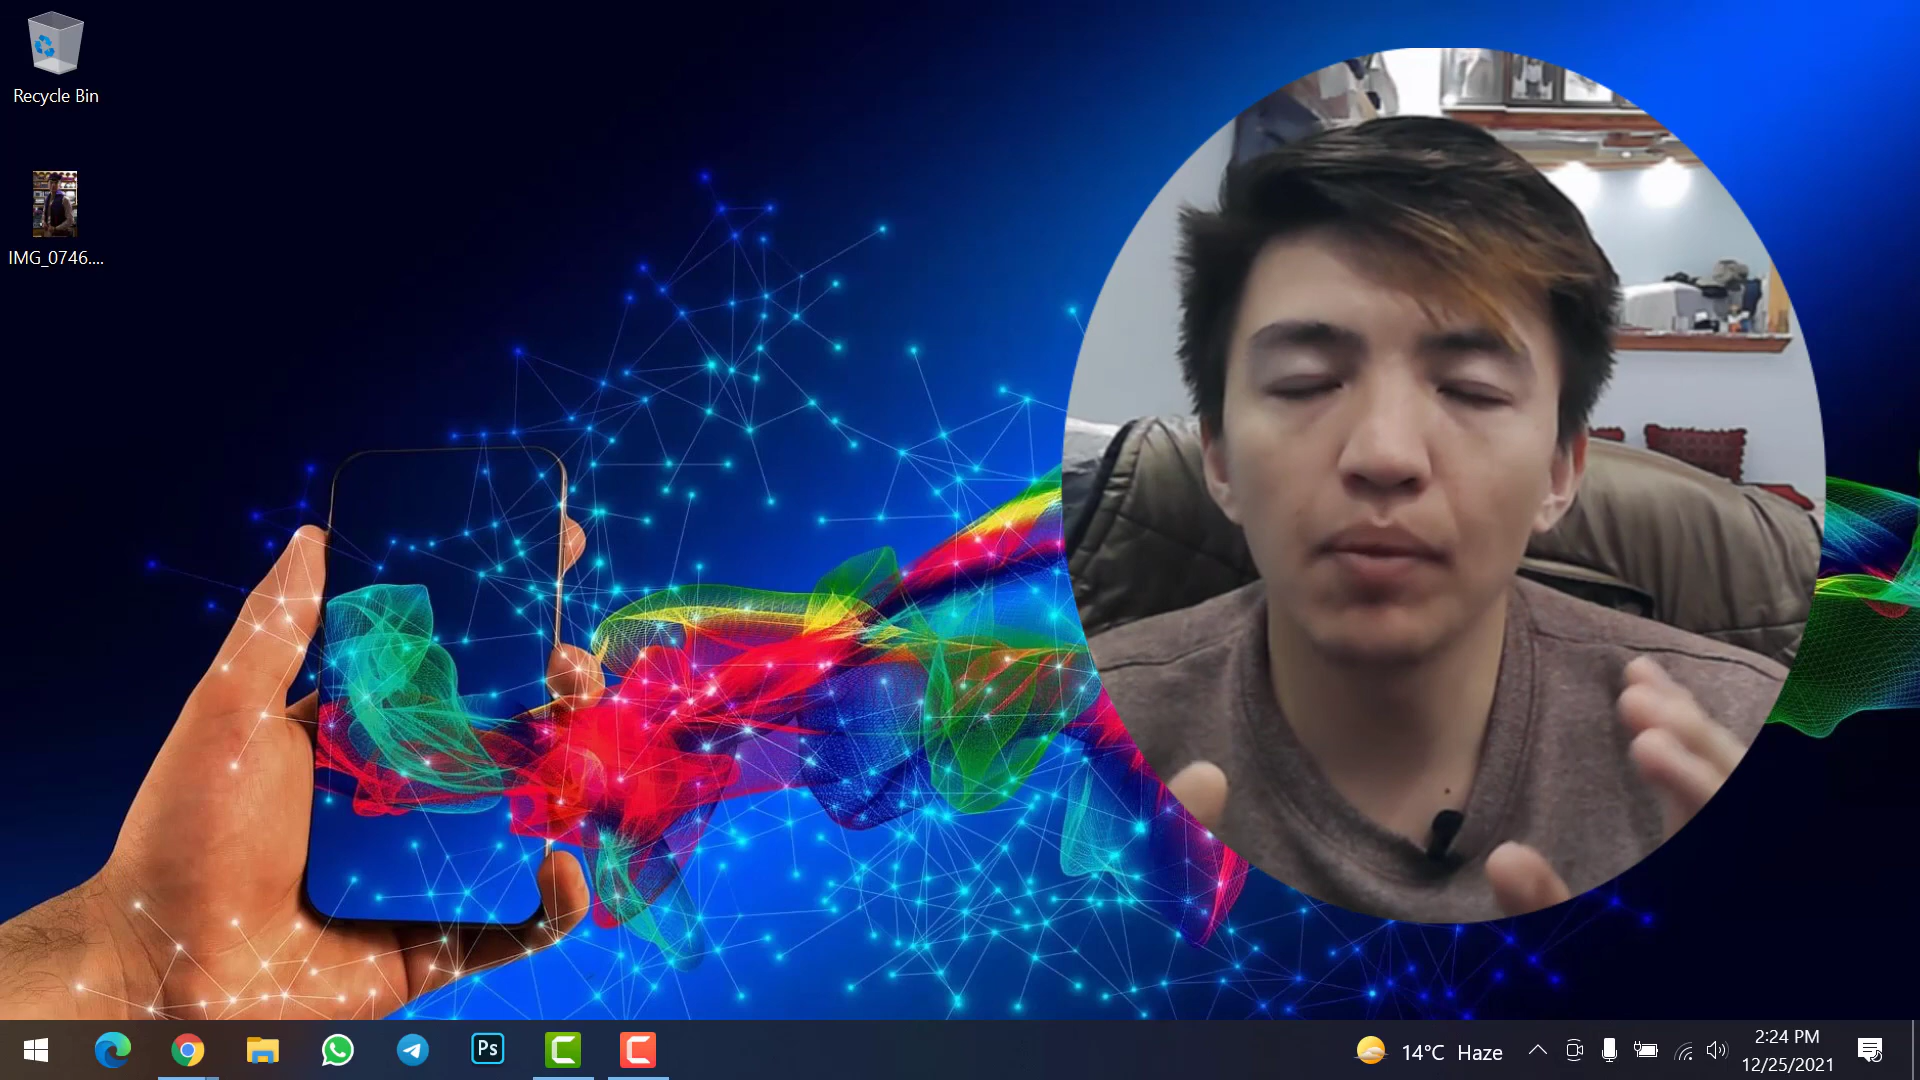 Recycle Bin
IMG_0746....
Ps
14°C Haze
2:24 PM
12/25/2021